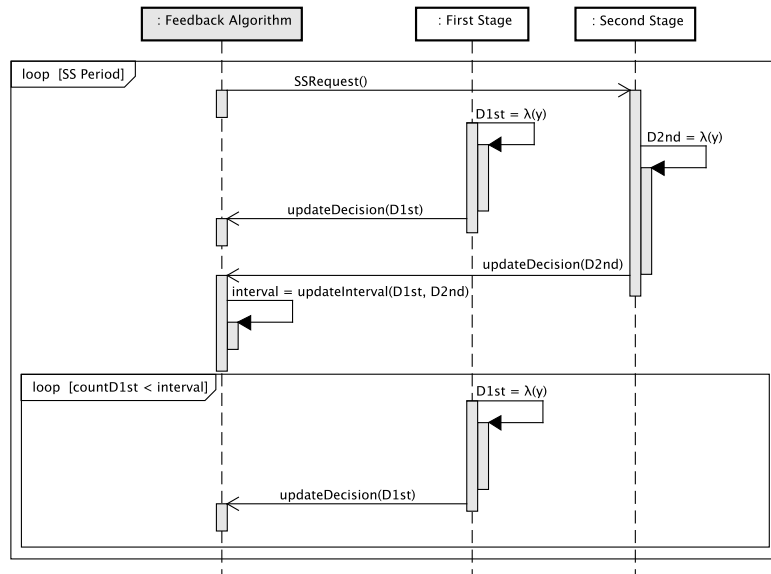 : Feedback Algorithm
: First Stage
: Second Stage
loop [SS Period]
SSRequest()
D1st = λ(y)
D2nd = λ(y)
updateDecision(D1st)
updateDecision(D2nd)
interval = updateInterval(D1st, D2nd)
loop [countD1st < interval]
D1st = λ(y)
updateDecision(D1st)